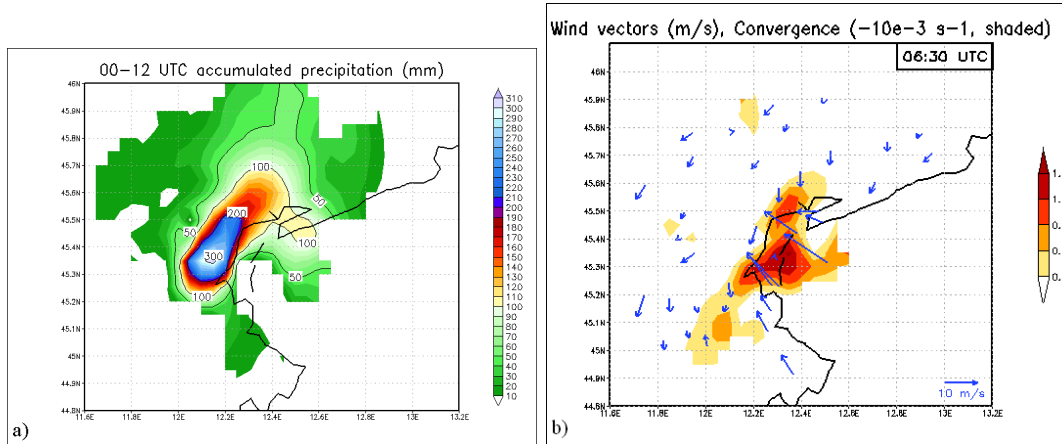 00-12 UTC accumulated precipitation (mm)
46N
45.9N
45.8N
45.7N
45.6N
45.5N
45.4N
45.3N
45.2N
45.1N
45N
44.9N
44.8N
11.6E 11.8E 12E 12.2E 12.4E 12.6E 12.8E 13E 13.2E
100
50
200
50
100
300
50
100
310
300
290
280
270
260
250
240
230
220
210
200
190
180
170
160
150
140
130
120
110
100
90
80
70
60
50
40
30
20
10
a)
Wind vectors (m/s), Convergence (-10e-3 s-1, shaded)
06:30 UTC
46N
45.9N
45.8N
45.7N
45.6N
45.5N
45.4N
45.3N
45.2N
45.1N
45N
44.9N
44.8N
11.6E 11.8E 12E 12.2E 12.4E 12.6E 12.8E 13E 13.2E
10 m/s
1.
1.
0.
0.
0.
b)